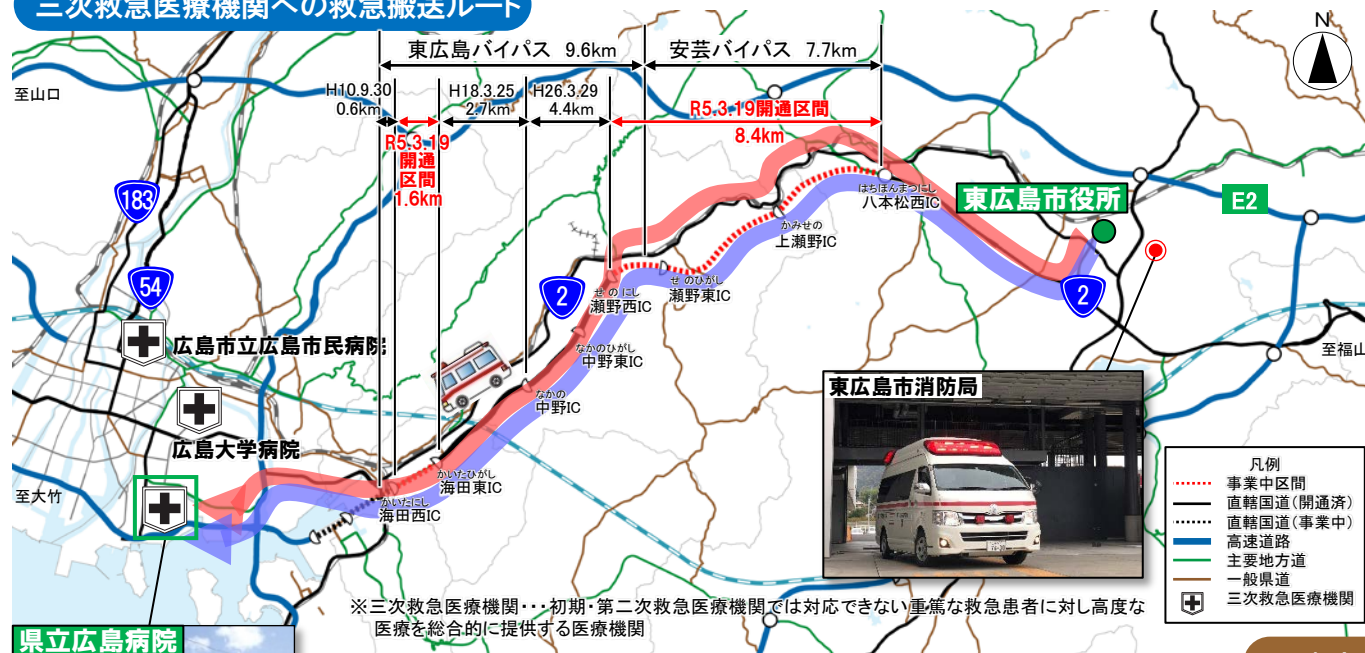 三次救急医療機関への救急搬送ルート
N
東広島バイパス 9.6km
安芸バイパス 7.7km
至山口
H10.9.30
0.6km
H18.3.25
2.7km
H26.3.29
4.4km
R5.3.19開通区間
8.4km
R5.3.19
開通
区間
1.6km
183
54
2
2
E2
はちほんまつにし
八本松西IC
東広島市役所
かみせの
上瀬野IC
せのひがし
瀬野東IC
せのにし
瀬野西IC
なかのひがし
中野東IC
なかの
中野IC
かいたひがし
海田東IC
かいたにし
海田西IC
広島市立広島市民病院
広島大学病院
至大竹
至福山
東広島市消防局
凡例
事業中区間
直轄国道(開通済)
直轄国道(事業中)
高速道路
主要地方道
一般県道
三次救急医療機関
※三次救急医療機関・・・初期・第二次救急医療機関では対応できない重篤な救急患者に対し高度な
医療を総合的に提供する医療機関
県立広島病院